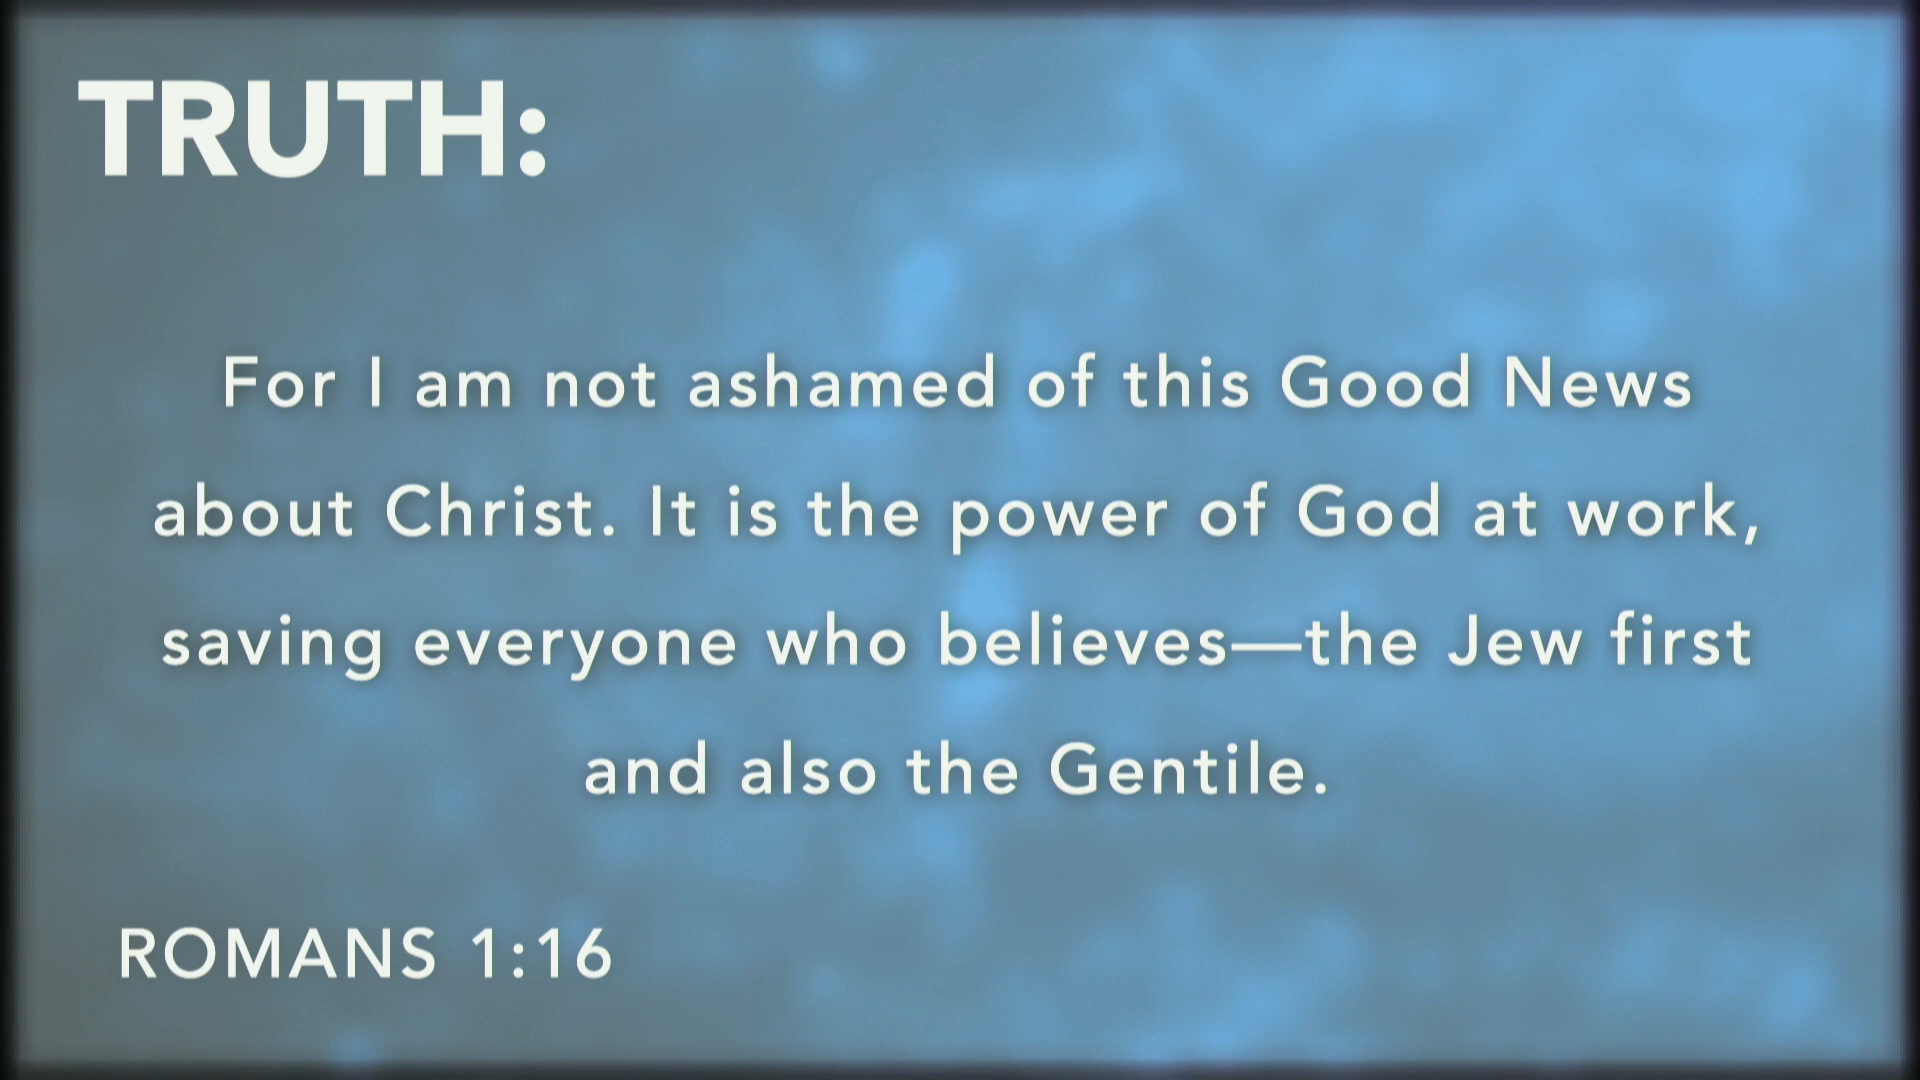 TRUTH:
For I am not ashamed of this Good News
about Christ. It is the power of God at work,
saving everyone who believes—the Jew first
and also the Gentile.
ROMANS 1:16